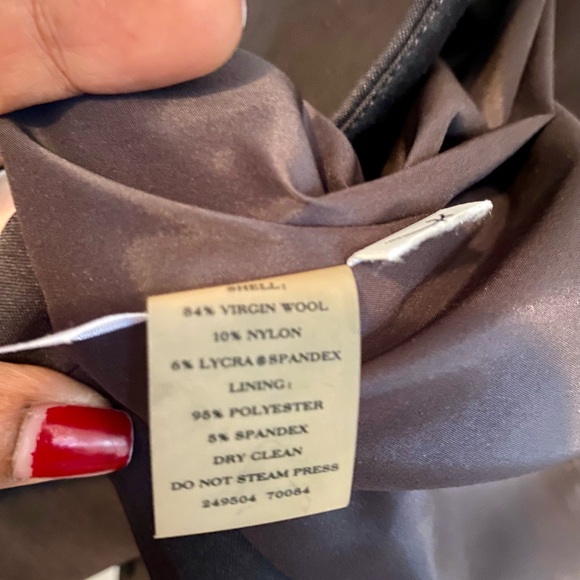 SHELL:
84% VIRGIN WOOL
10% NYLON
6% LYCRA®SPANDEX
LINING:
95% POLYESTER
5% SPANDEX
DRY CLEAN
DO NOT STEAM PRESS
249504 70084